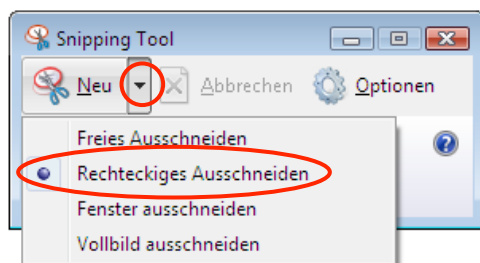 Snipping Tool
Neu Abbrechen Optionen
Freies Ausschneiden
Rechteckiges Ausschneiden
Fenster ausschneiden
Vollbild ausschneiden